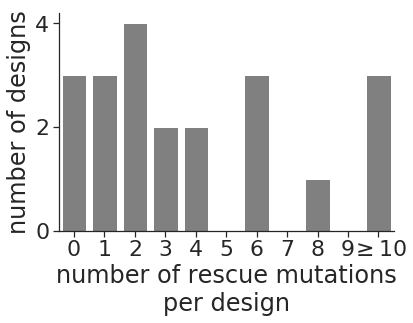 number of designs
4
2
0
0 1 2 3 4 5 6 7 8 9 ≥ 10
number of rescue mutations
per design